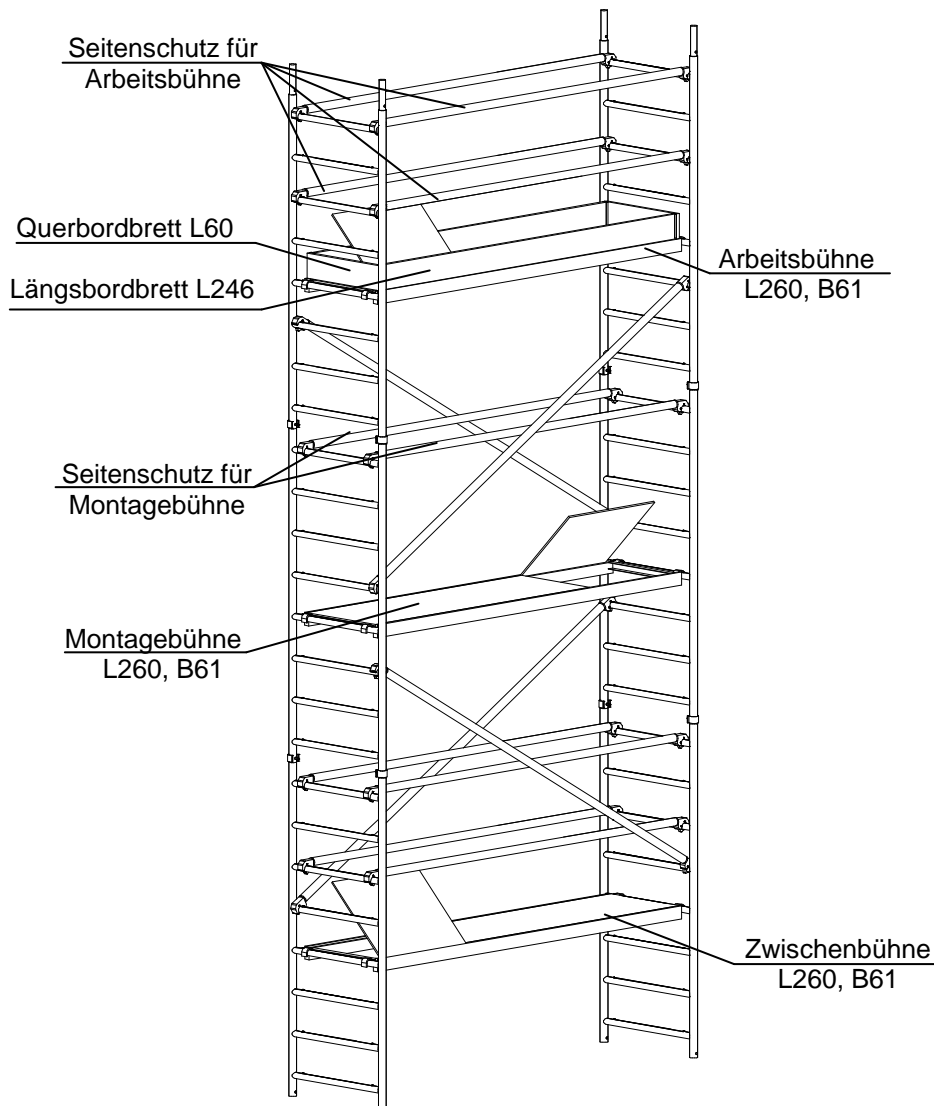 Seitenschutz für
Arbeitsbühne
Querbordbrett L60
Längsbordbrett L246
Arbeitsbühne
L260, B61
Seitenschutz für
Montagebühne
Montagebühne
L260, B61
Zwischenbühne
L260, B61